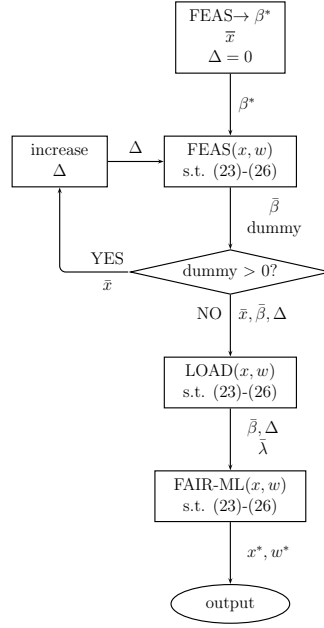 FEAS→ β*
x̅
Δ = 0
β*
increase
Δ
Δ
FEAS(x, w)
s.t. (23)-(26)
β̄
dummy
YES
x̄
dummy > 0?
NO
x̄, β̄, Δ
LOAD(x, w)
s.t. (23)-(26)
β̄, Δ
λ̄
FAIR-ML(x, w)
s.t. (23)-(26)
x*, w*
output